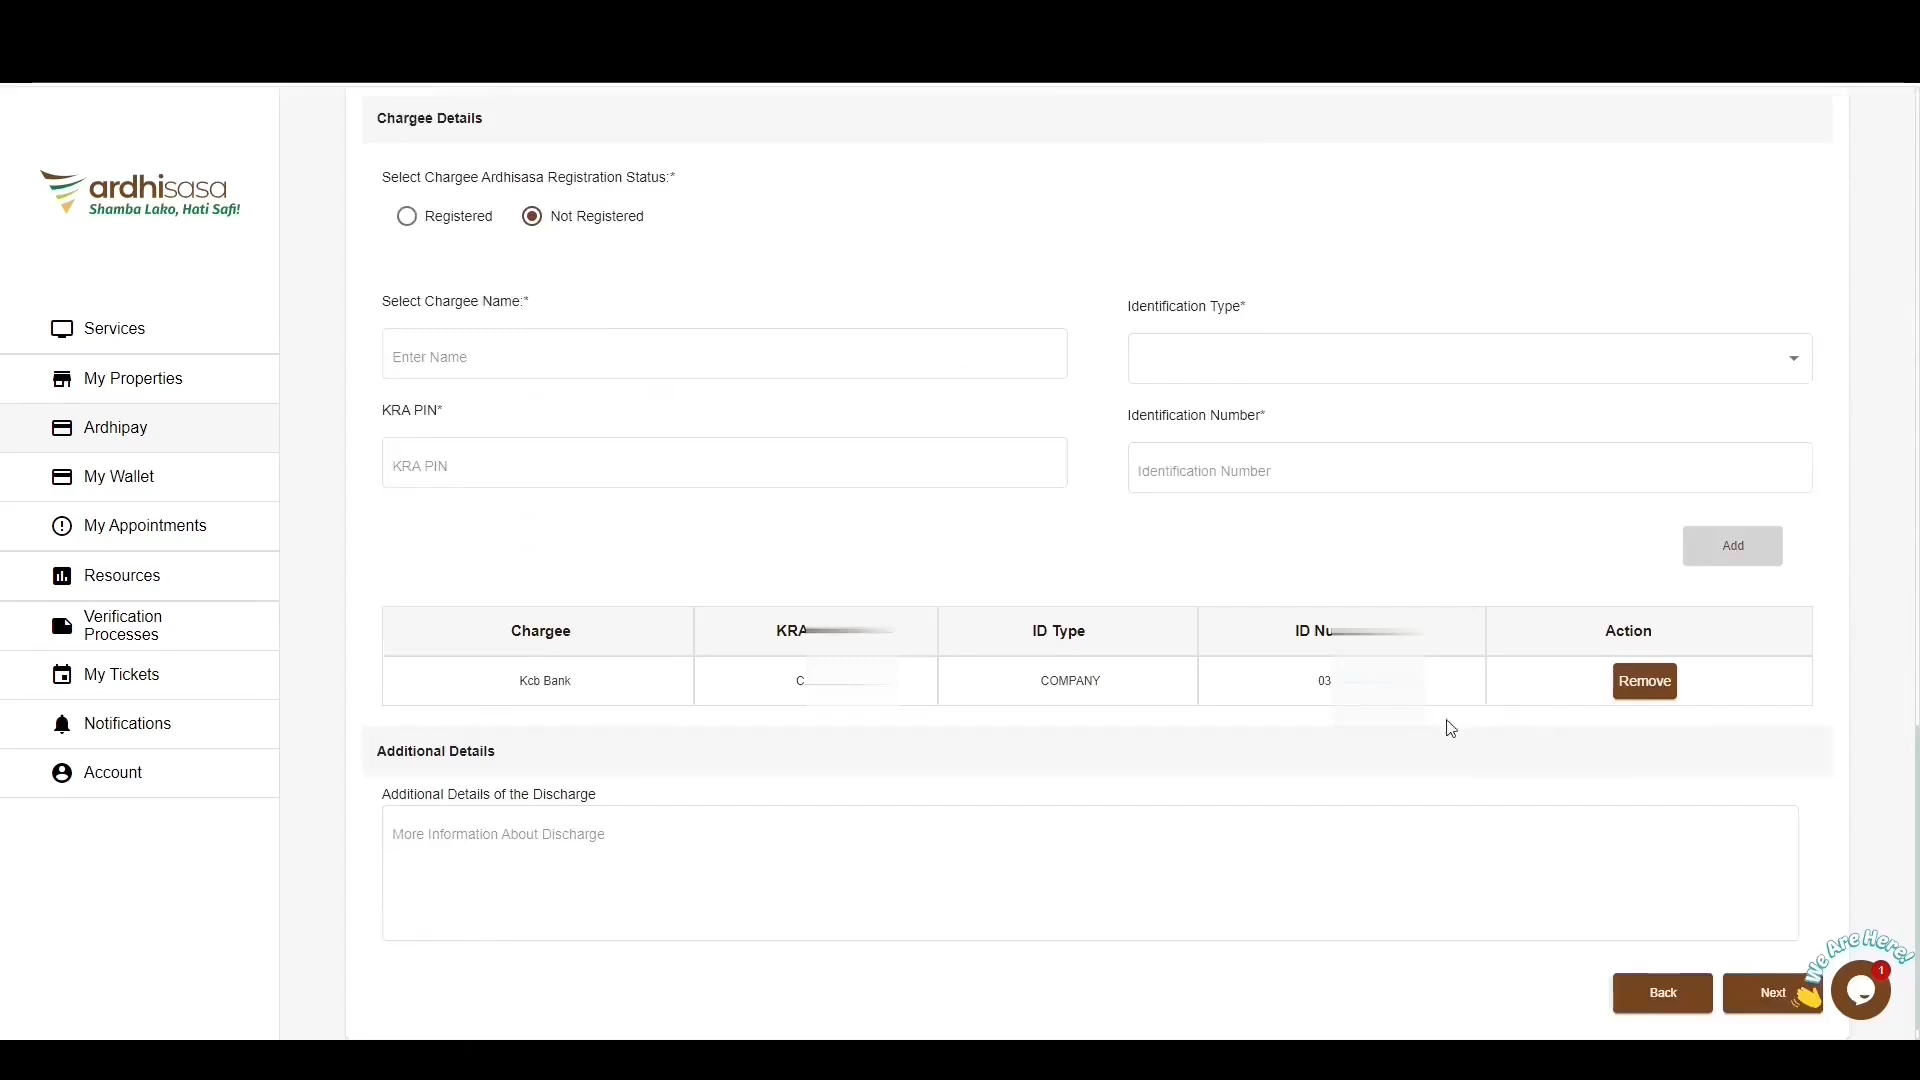 Chargee Details
ardhisasa
Shamba Lako, Hati Safi!
Select Chargee Ardhisasa Registration Status:*
Registered
Not Registered
Select Chargee Name:*
Identification Type*
Enter Name
KRA PIN*
Identification Number*
KRA PIN
Identification Number
Add
Services
My Properties
Ardhipay
My Wallet
My Appointments
Resources
Verification
Processes
My Tickets
Notifications
Account
Chargee KRA ID Type ID Nu Action
Kcb Bank C COMPANY 03 Remove
Additional Details
Additional Details of the Discharge
More Information About Discharge
We Are Here!
1
Back
Next